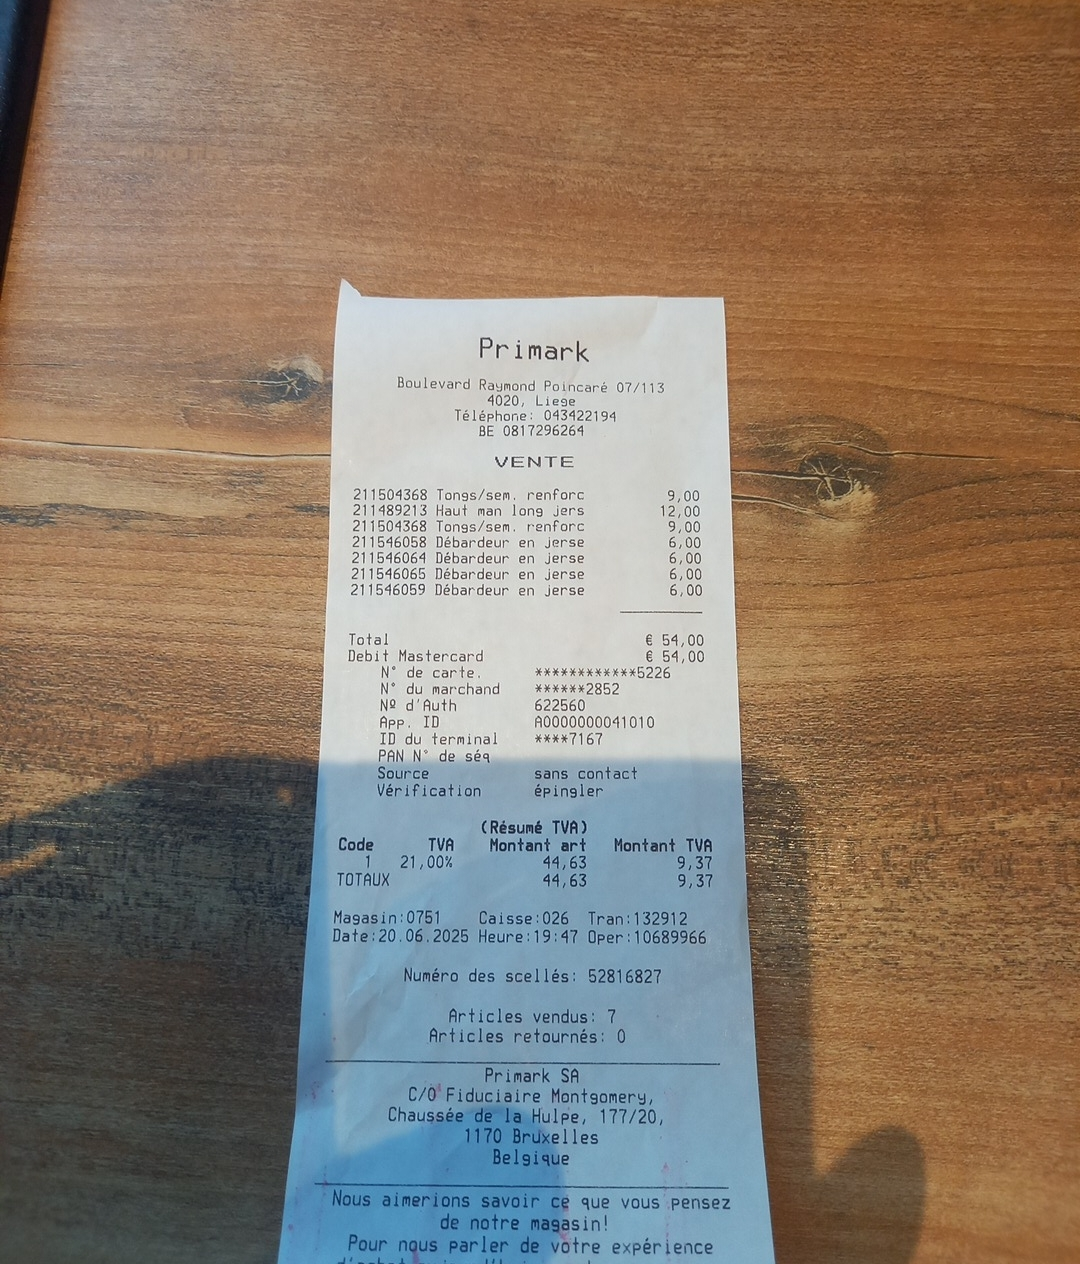 Primark
Boulevard Raymond Poincaré 07/113
4020, Liege
Téléphone: 043422194
BE 0817296264
VENTE
211504368 Tongs/sem. renforc 9,00
211489213 Haut man long jers 12,00
211504368 Tongs/sem. renforc 9,00
211546058 Débardeur en jerse 6,00
211546064 Débardeur en jerse 6,00
211546065 Débardeur en jerse 6,00
211546059 Débardeur en jerse 6,00
Total € 54,00
Debit Mastercard € 54,00
N° de carte. ************5226
N° du marchand ******2852
Nº d'Auth 622560
App. ID A0000000041010
ID du terminal ****7167
PAN N° de séq
Source sans contact
Vérification épingler
(Résumé TVA)
Code TVA Montant art Montant TVA
1 21,00% 44,63 9,37
TOTAUX 44,63 9,37
Magasin:0751 Caisse:026 Tran:132912
Date:20.06.2025 Heure:19:47 Oper:10689966
Numéro des scellés: 52816827
Articles vendus: 7
Articles retournés: 0
Primark SA
C/O Fiduciaire Montgomery,
Chaussée de la Hulpe, 177/20,
1170 Bruxelles
Belgique
Nous aimerions savoir ce que vous pensez
de notre magasin!
Pour nous parler de votre expérience